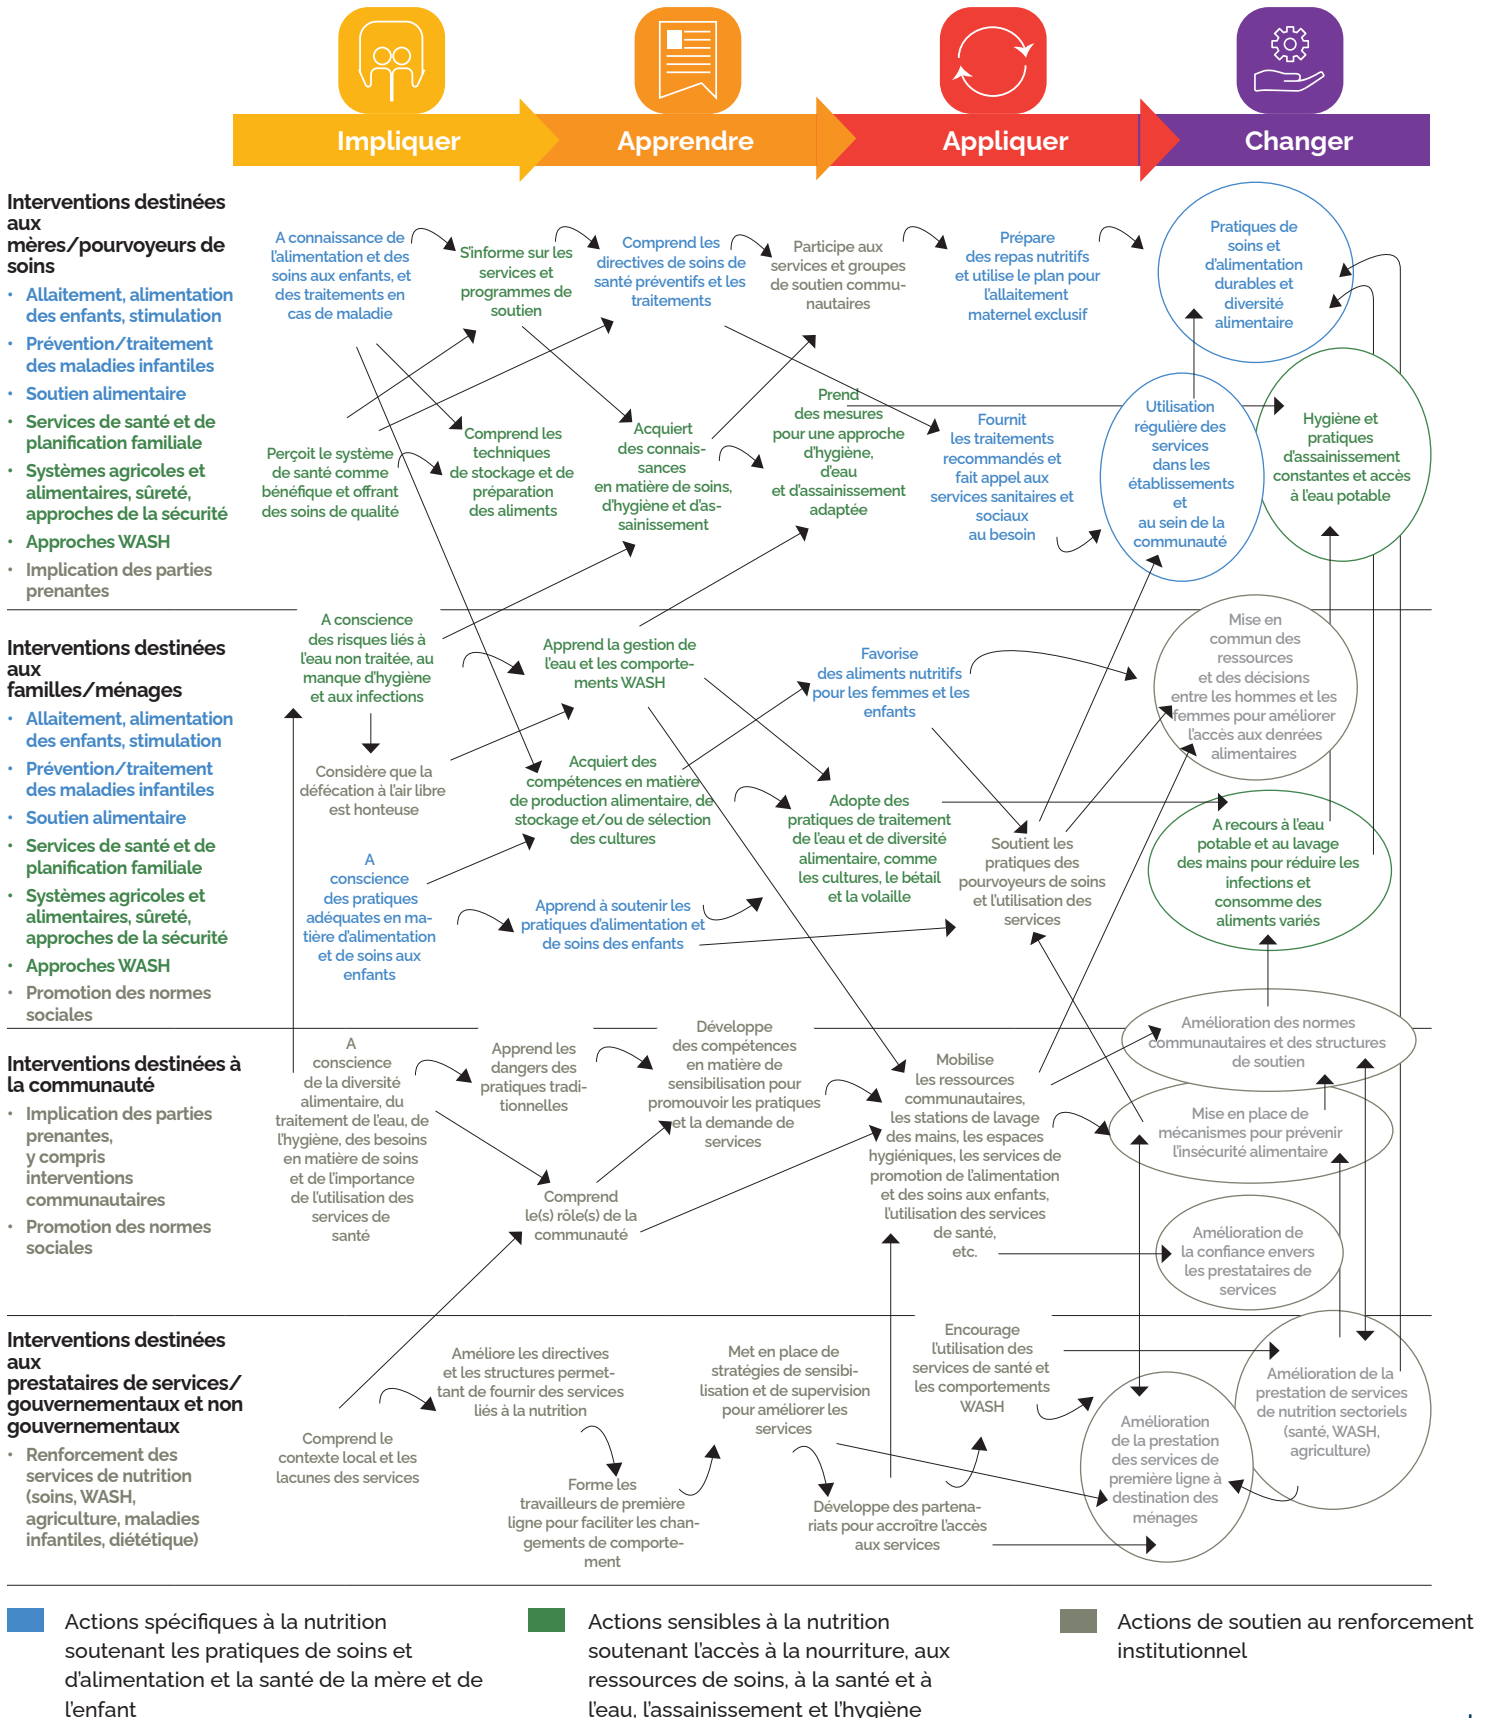 Impliquer
Apprendre
Appliquer
Changer
Interventions destinées
aux
mères/pourvoyeurs de
soins
• Allaitement, alimentation
des enfants, stimulation
• Prévention/traitement
des maladies infantiles
• Soutien alimentaire
• Services de santé et de
planification familiale
• Systèmes agricoles et
alimentaires, sûreté,
approches de la sécurité
• Approches WASH
• Implication des parties
prenantes
A connaissance de
l'alimentation et des
soins aux enfants, et
des traitements en
cas de maladie
S'informe sur les
services et
programmes de
soutien
Comprend les
directives de soins de
santé préventifs et les
traitements
Participe aux
services et groupes
de soutien commu-
nautaires
Prépare
des repas nutritifs
et utilise le plan pour
l'allaitement
maternel exclusif
Pratiques de
soins et
d'alimentation
durables et
diversité
alimentaire
Perçoit le système
de santé comme
bénéfique et offrant
des soins de qualité
Comprend les
techniques
de stockage et de
préparation
des aliments
Acquiert
des connais-
sances
en matière de soins,
d'hygiène et d'as-
sainissement
Prend
des mesures
pour une approche
d'hygiène,
d'eau
et d'assainissement
adaptée
Fournit
les traitements
recommandés et
fait appel aux
services sanitaires et
sociaux
au besoin
Utilisation
régulière des
services
dans les
établissements
et
au sein de la
communauté
Hygiène et
pratiques
d'assainissement
constantes et accès
à l'eau potable
Interventions destinées
aux
familles/ménages
• Allaitement, alimentation
des enfants, stimulation
• Prévention/traitement
des maladies infantiles
• Soutien alimentaire
• Services de santé et de
planification familiale
• Systèmes agricoles et
alimentaires, sûreté,
approches de la sécurité
• Approches WASH
• Promotion des normes
sociales
A conscience
des risques liés à
l'eau non traitée, au
manque d'hygiène
et aux infections
Apprend la gestion de
l'eau et les comporte-
ments WASH
Favorise
des aliments nutritifs
pour les femmes et les
enfants
Mise en
commun des
ressources
et des décisions
entre les hommes et les
femmes pour améliorer
l'accès aux denrées
alimentaires
Considère que la
défécation à l'air libre
est honteuse
Acquiert des
compétences en matière
de production alimentaire, de
stockage et/ou de sélection
des cultures
Adopte des
pratiques de traitement
de l'eau et de diversité
alimentaire, comme
les cultures, le bétail
et la volaille
Soutient les
pratiques des
pourvoyeurs de soins
et l'utilisation des
services
A recours à l'eau
potable et au lavage
des mains pour réduire les
infections et
consomme des
aliments variés
A
conscience
des pratiques
adéquates en ma-
tière d'alimentation
et de soins aux
enfants
Apprend à soutenir les
pratiques d'alimentation et
de soins des enfants
Interventions destinées à
la communauté
• Implication des parties
prenantes,
y compris
interventions
communautaires
• Promotion des normes
sociales
A
conscience
de la diversité
alimentaire, du
traitement de l'eau, de
l'hygiène, des besoins
en matière de soins
et de l'importance
de l'utilisation des
services de
santé
Apprend les
dangers des
pratiques tradi-
tionnelles
Développe
des compétences
en matière de
sensibilisation pour
promouvoir les pratiques
et la demande de
services
Comprend
le(s) rôle(s) de la
communauté
Mobilise
les ressources
communautaires,
les stations de lavage
des mains, les espaces
hygiéniques, les services de
promotion de l'alimentation
et des soins aux enfants,
l'utilisation des services
de santé,
etc.
Amélioration des normes
communautaires et des structures
de soutien
Mise en place de
mécanismes pour prévenir
l'insécurité alimentaire
Amélioration de
la confiance envers
les prestataires de
services
Interventions destinées
aux
prestataires de services/
gouvernementaux et non
gouvernementaux
• Renforcement des
services de nutrition
(soins, WASH,
agriculture, maladies
infantiles, diététique)
Comprend le
contexte local et les
lacunes des services
Améliore les directives
et les structures permet-
tant de fournir des services
liés à la nutrition
Forme les
travailleurs de première
ligne pour faciliter les chan-
gements de comporte-
ment
Met en place de
stratégies de sensibi-
lisation et de supervision
pour améliorer les
services
Développe des partena-
riats pour accroître l'accès
aux services
Encourage
l'utilisation des
services de santé et
les comportements
WASH
Amélioration
de la prestation
des services de
première ligne à
destination des
ménages
Amélioration de la
prestation de services
de nutrition sectoriels
(santé, WASH,
agriculture)
Actions spécifiques à la nutrition
soutenant les pratiques de soins et
d'alimentation et la santé de la mère et de
l'enfant
Actions sensibles à la nutrition
soutenant l'accès à la nourriture, aux
ressources de soins, à la santé et à
l'eau, l'assainissement et l'hygiène
Actions de soutien au renforcement
institutionnel